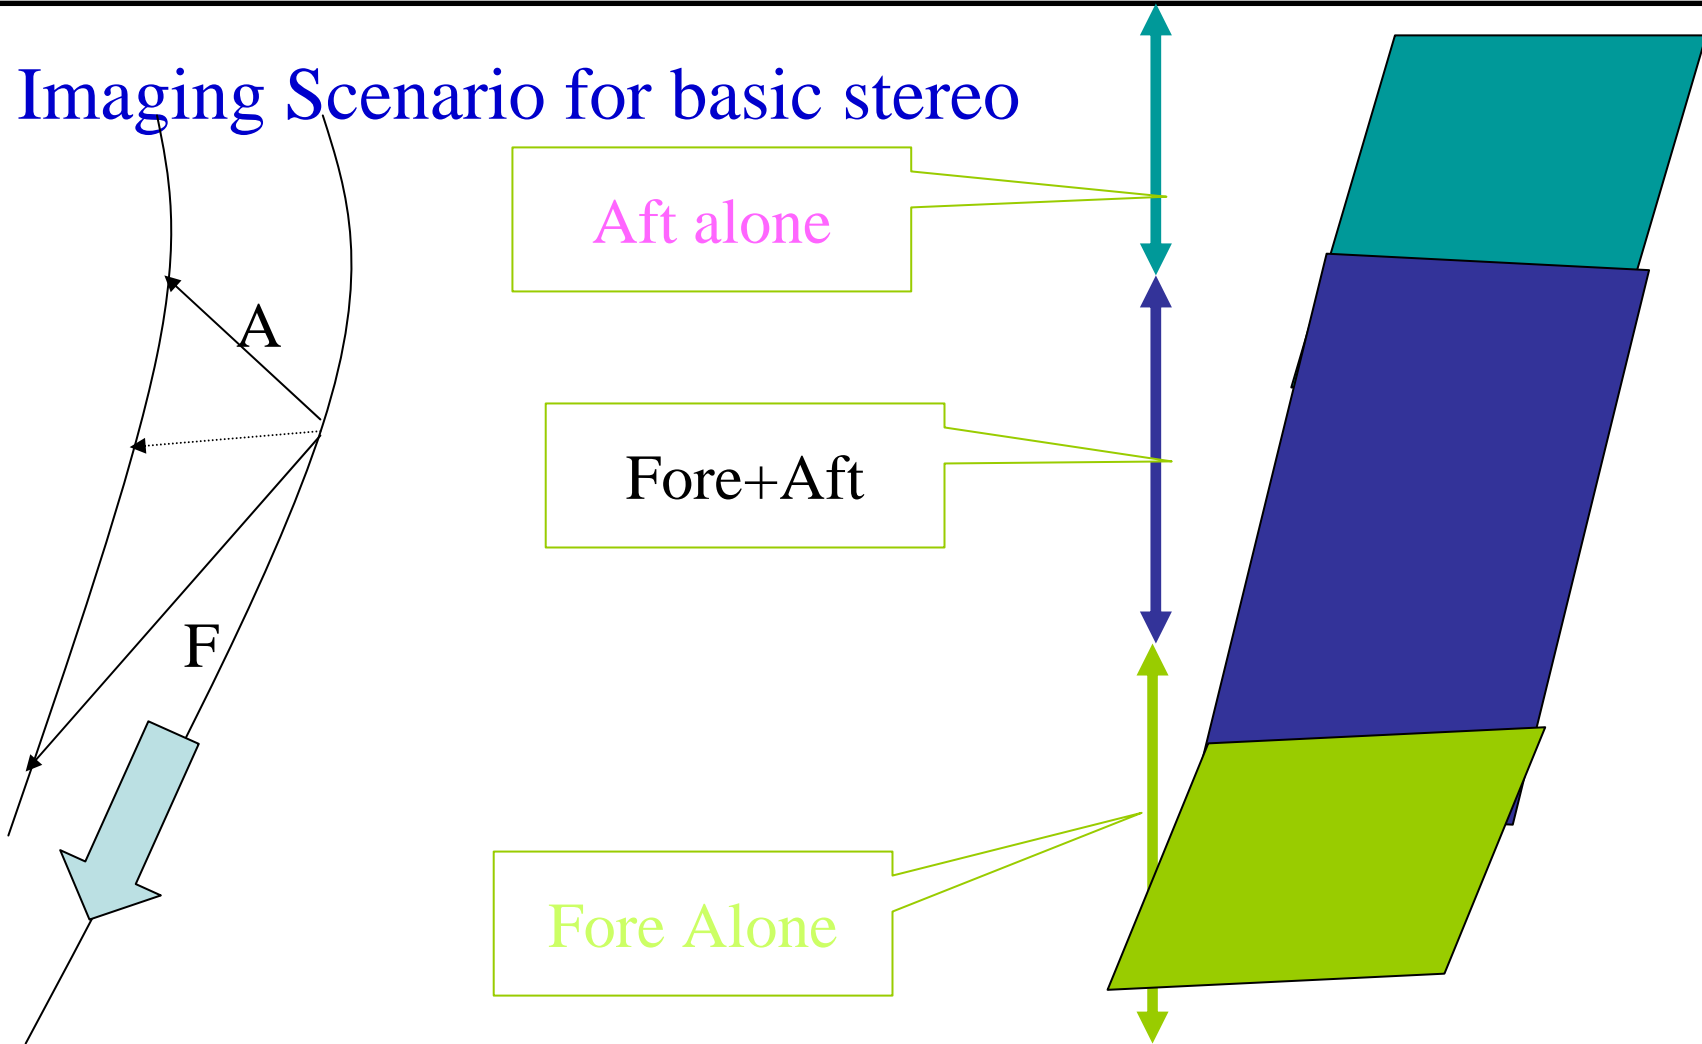 Imaging Scenario for basic stereo
Aft alone
A
Fore+Aft
F
Fore Alone